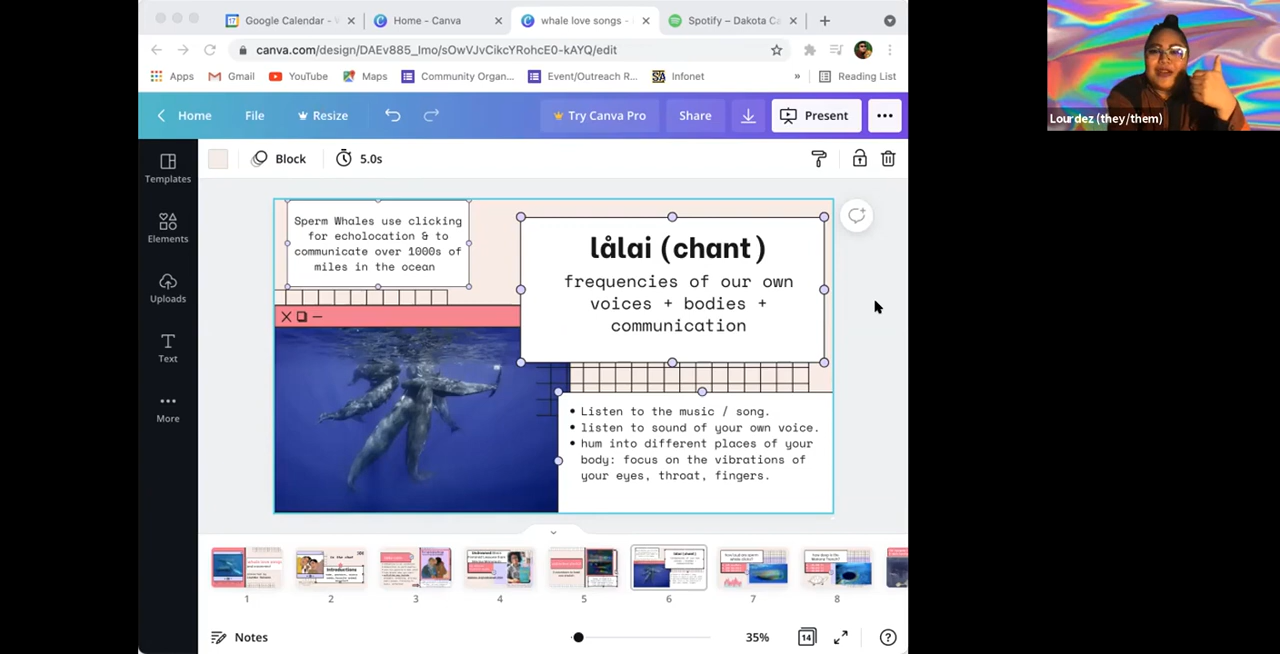 Google Calendar -
Home - Canva
whale love songs -
Spotify – Dakota Ca
canva.com/design/DAEv885_Imo/sOwVJvCikcYRohcE0-kAYQ/edit
Apps
Gmail
YouTube
Maps
Community Organ...
Event/Outreach R...
Infonet
»
Reading List
Home
File
Resize
Try Canva Pro
Share
Present
Block
5.0s
Templates
Elements
Uploads
Text
More
Sperm Whales use clicking
for echolocation & to
communicate over 1000s of
miles in the ocean
lålai (chant)
frequencies of our own
voices + bodies +
communication
• Listen to the music / song.
• listen to sound of your own voice.
• hum into different places of your
body: focus on the vibrations of
your eyes, throat, fingers.
1
2
3
4
5
6
7
8
Notes
35%
14
Lourdez (they/them)